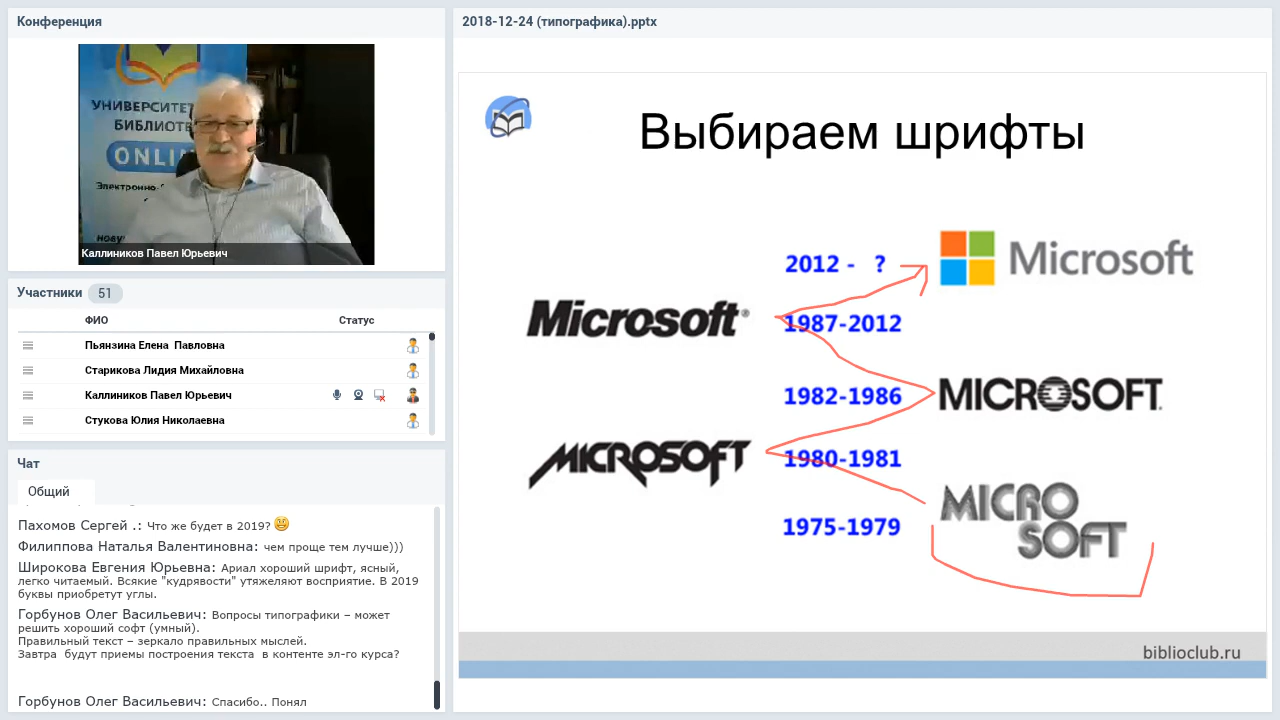 Конференция
УНИВЕРСИТЕТ
БИБЛИОТ
ONLI
Электронно-
Каллиников Павел Юрьевич
Участники 51
ФИО Статус
Пьянзина Елена Павловна
Старикова Лидия Михайловна
Каллиников Павел Юрьевич
Стукова Юлия Николаевна
Чат
Общий
Пахомов Сергей .: Что же будет в 2019?
Филиппова Наталья Валентиновна: чем проще тем лучше)))
Широкова Евгения Юрьевна: Ариал хороший шрифт, ясный,
легко читаемый. Всякие "кудрявости" утяжеляют восприятие. В 2019
буквы приобретут углы.
Горбунов Олег Васильевич: Вопросы типографики – может
решить хороший софт (умный).
Правильный текст – зеркало правильных мыслей.
Завтра будут приемы построения текста в контенте эл-го курса?
Горбунов Олег Васильевич: Спасибо.. Понял
2018-12-24 (типографика).pptx
Выбираем шрифты
2012 - ? Microsoft
Microsoft®
1987-2012
1982-1986 MICROSOFT.
MICROSOFT
1980-1981
1975-1979
MICRO
SOFT
biblioclub.ru